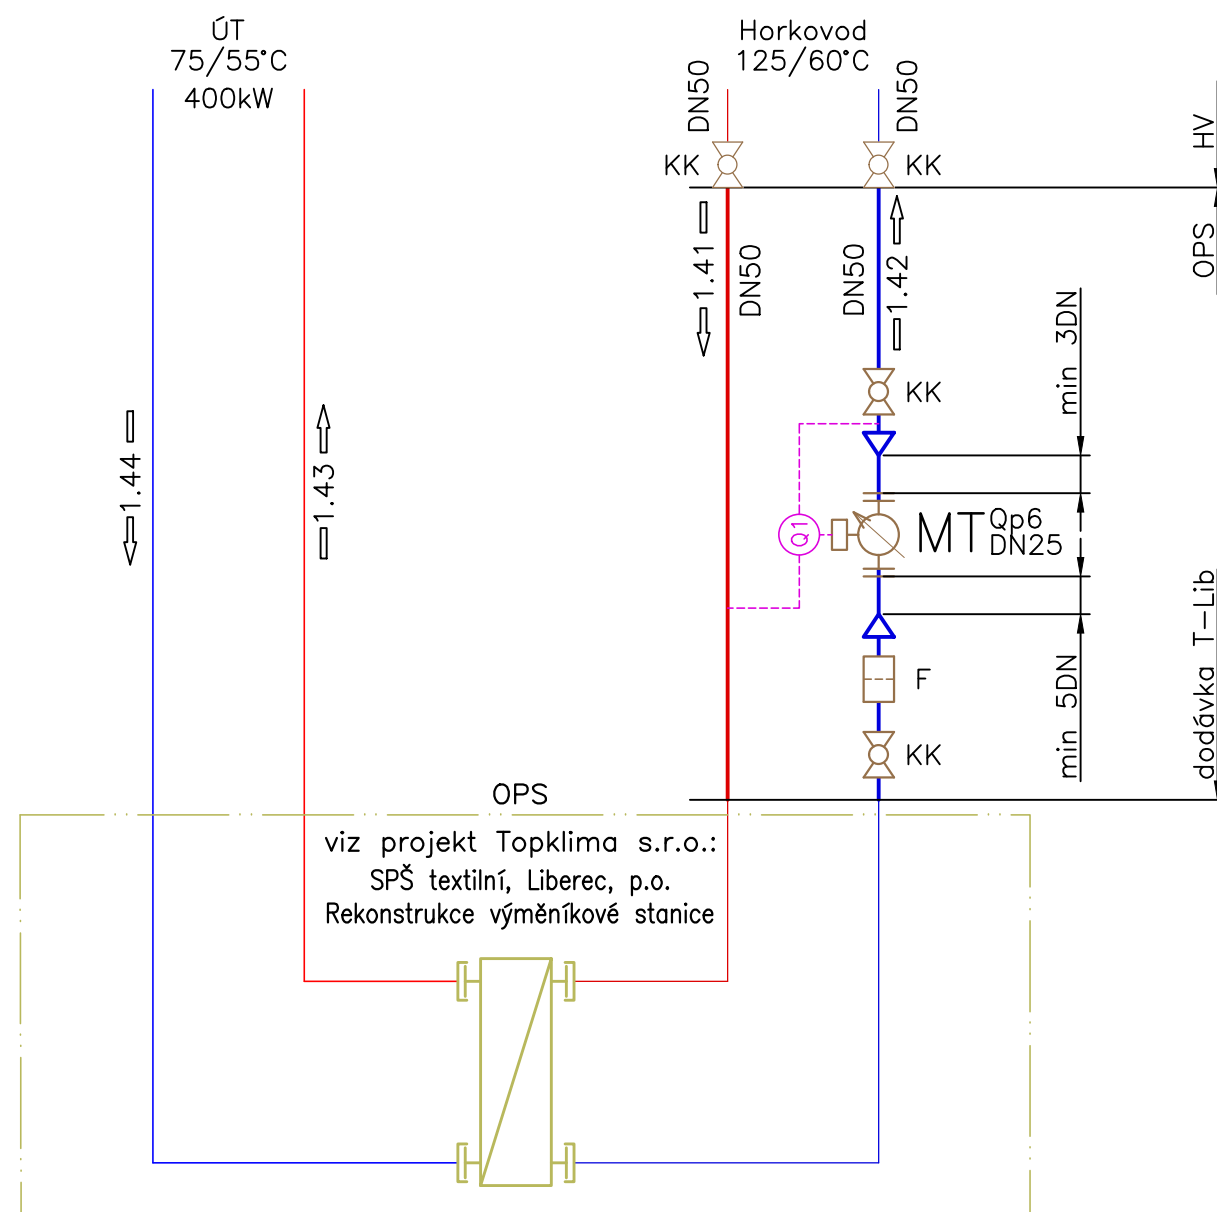 ÚT
75/55°C
400kW
Horkovod
125/60°C
DN50
DN50
KK
KK
HV
OPS
1.41
DN50
DN50
1.42
min 3DN
KK
1.44
1.43
Q1
MT
Qp6
DN25
F
min 5DN
KK
dodávka T-Lib
OPS
viz projekt Topklima s.r.o.:
SPŠ textilní, Liberec, p.o.
Rekonstrukce výměníkové stanice